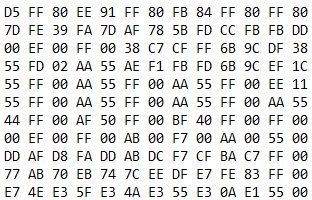 D5 FF 80 EE 91 FF 80 FB 84 FF 80 FF 80
7D FE 39 FA 7D AF 78 5B FD CC FB FB DD
00 EF 00 FF 00 38 C7 CF FF 6B 9C DF 38
55 FD 02 AA 55 AE F1 FB FD 6B 9C EF 1C
55 FF 00 AA 55 FF 00 AA 55 FF 00 EE 11
55 FF 00 AA 55 FF 00 AA 55 FF 00 AA 55
44 FF 00 AF 50 FF 00 BF 40 FF 00 FF 00
00 EF 00 FF 00 AB 00 F7 00 AA 00 55 00
DD AF D8 FA DD AB DC F7 CF BA C7 FF 00
77 AB 70 EB 74 7C EE DF E7 FE 83 FF 00
E7 4E E3 5F E3 4A E3 55 E3 0A E1 55 00